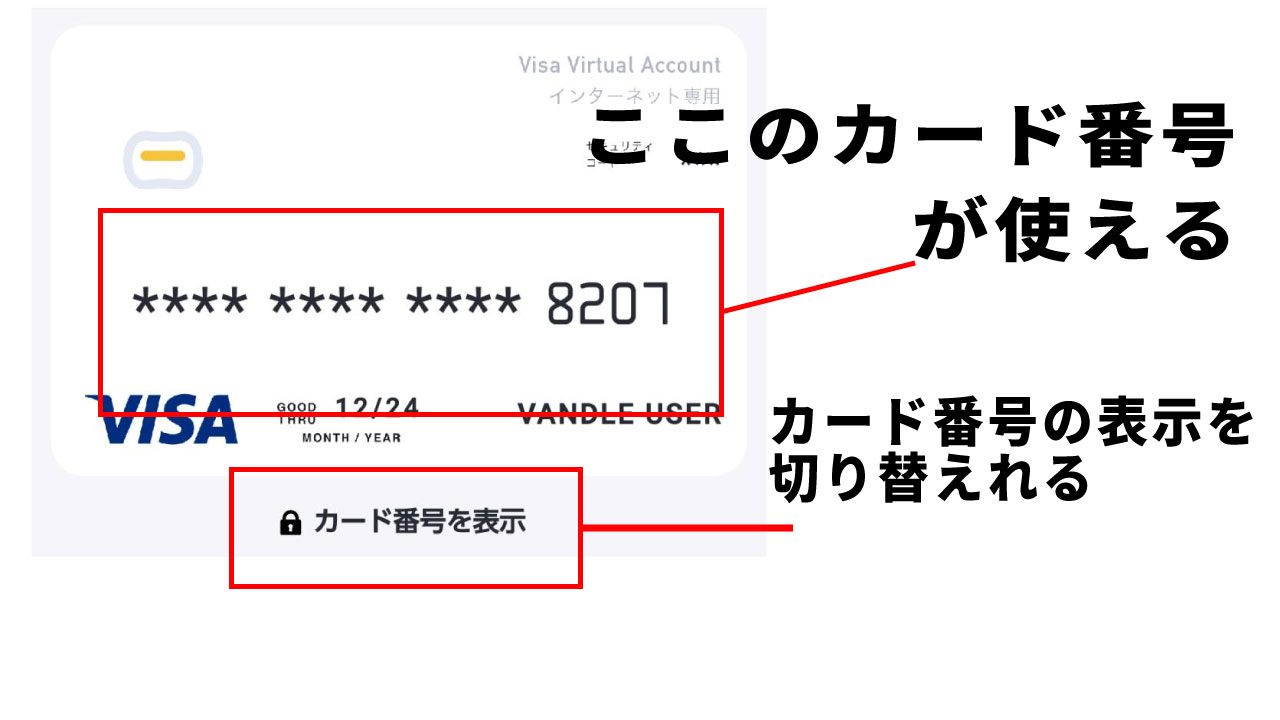 Visa Virtual Account
インターネット専用
ここのカード番号
が使える
セキュリティ
コード ***
**** **** **** 8207
VISA
GOOD THRU 12/24
MONTH / YEAR
VANDLE USER
カード番号の表示を
切り替えれる
カード番号を表示